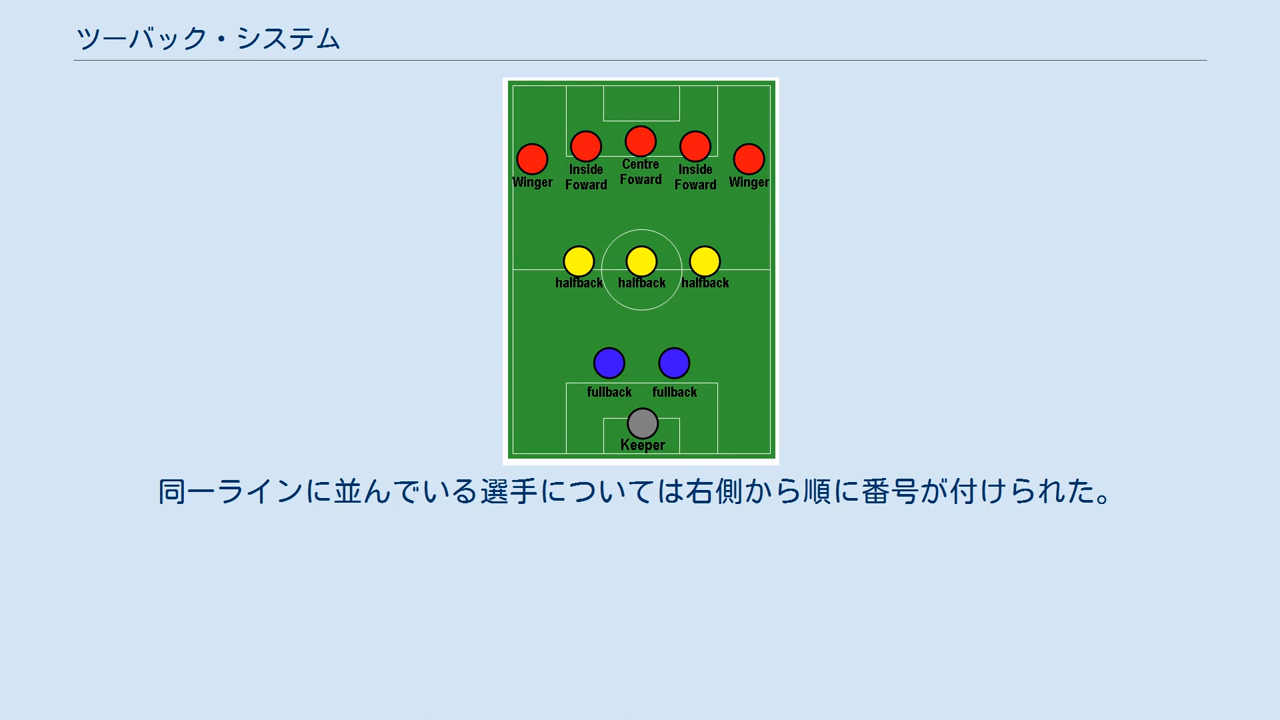 ツーバック・システム
Winger
Inside
Foward
Centre
Foward
Inside
Foward
Winger
halfback
halfback
halfback
fullback
fullback
Keeper
同一ラインに並んでいる選手については右側から順に番号が付けられた。